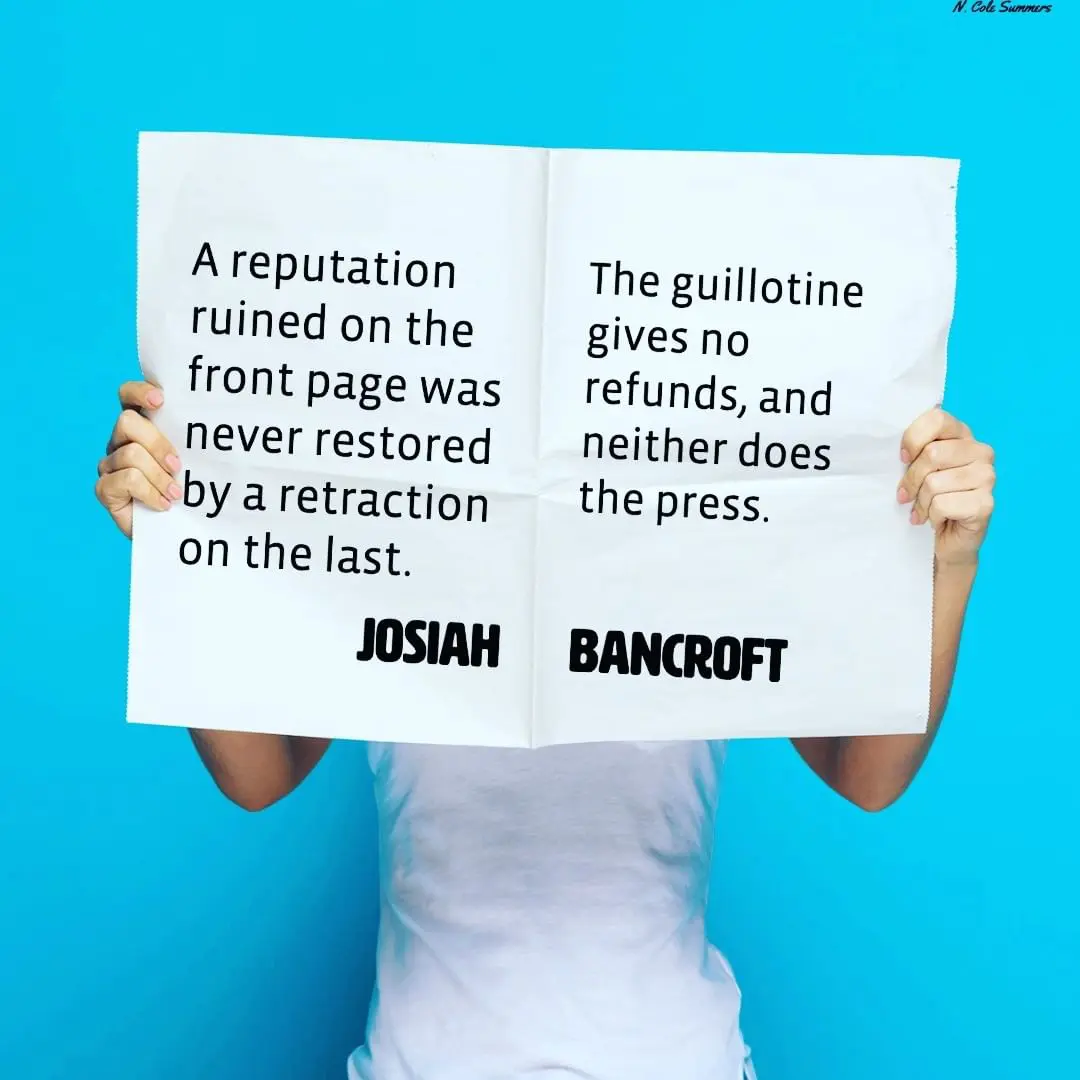 N. Cole Summers
A reputation
ruined on the
front page was
never restored
by a retraction
on the last.
The guillotine
gives no
refunds, and
neither does
the press.
JOSIAH BANCROFT